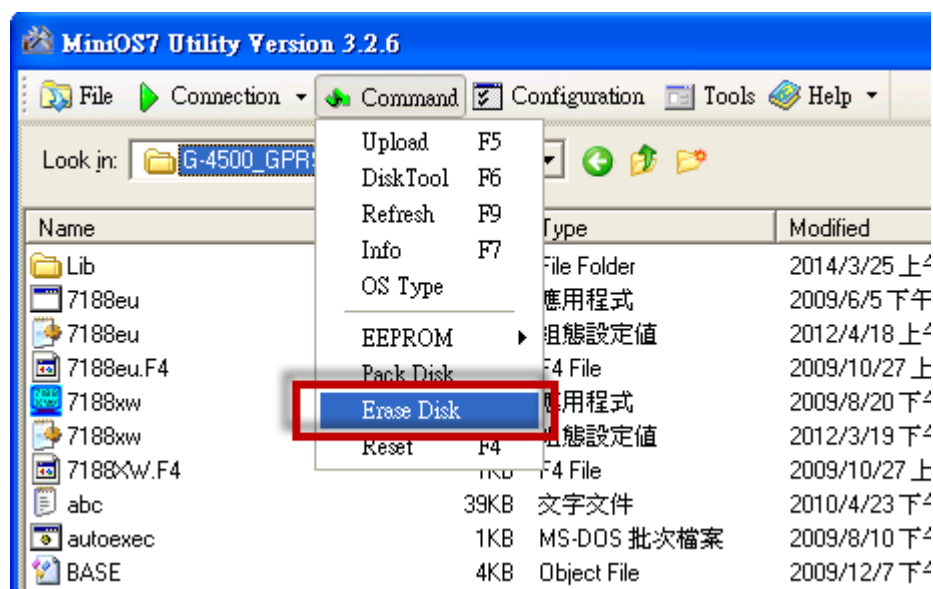 MiniOS7 Utility Version 3.2.6
File Connection Command Configuration Tools Help
Look in: G-4500_GPRS
Upload F5
DiskTool F6
Refresh F9
Info F7
OS Type
EEPROM
Pack Disk
Erase Disk
Reset F4
Name Type Modified
Lib File Folder 2014/3/25 上午
7188eu 應用程式 2009/6/5 下午
7188eu 組態設定值 2012/4/18 上午
7188eu.F4 F4 File 2009/10/27 上
7188xw 應用程式 2009/8/20 下午
7188xw 組態設定值 2012/3/19 下午
7188XW.F4 1KB F4 File 2009/10/27 上
abc 39KB 文字文件 2010/4/23 下午
autoexec 1KB MS-DOS 批次檔案 2009/8/10 下午
BASE 4KB Object File 2009/12/7 下午